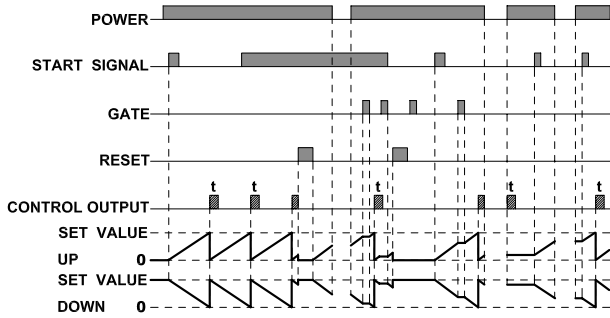 POWER
START SIGNAL
GATE
RESET
t t t t t
CONTROL OUTPUT
SET VALUE
UP 0
SET VALUE
DOWN 0